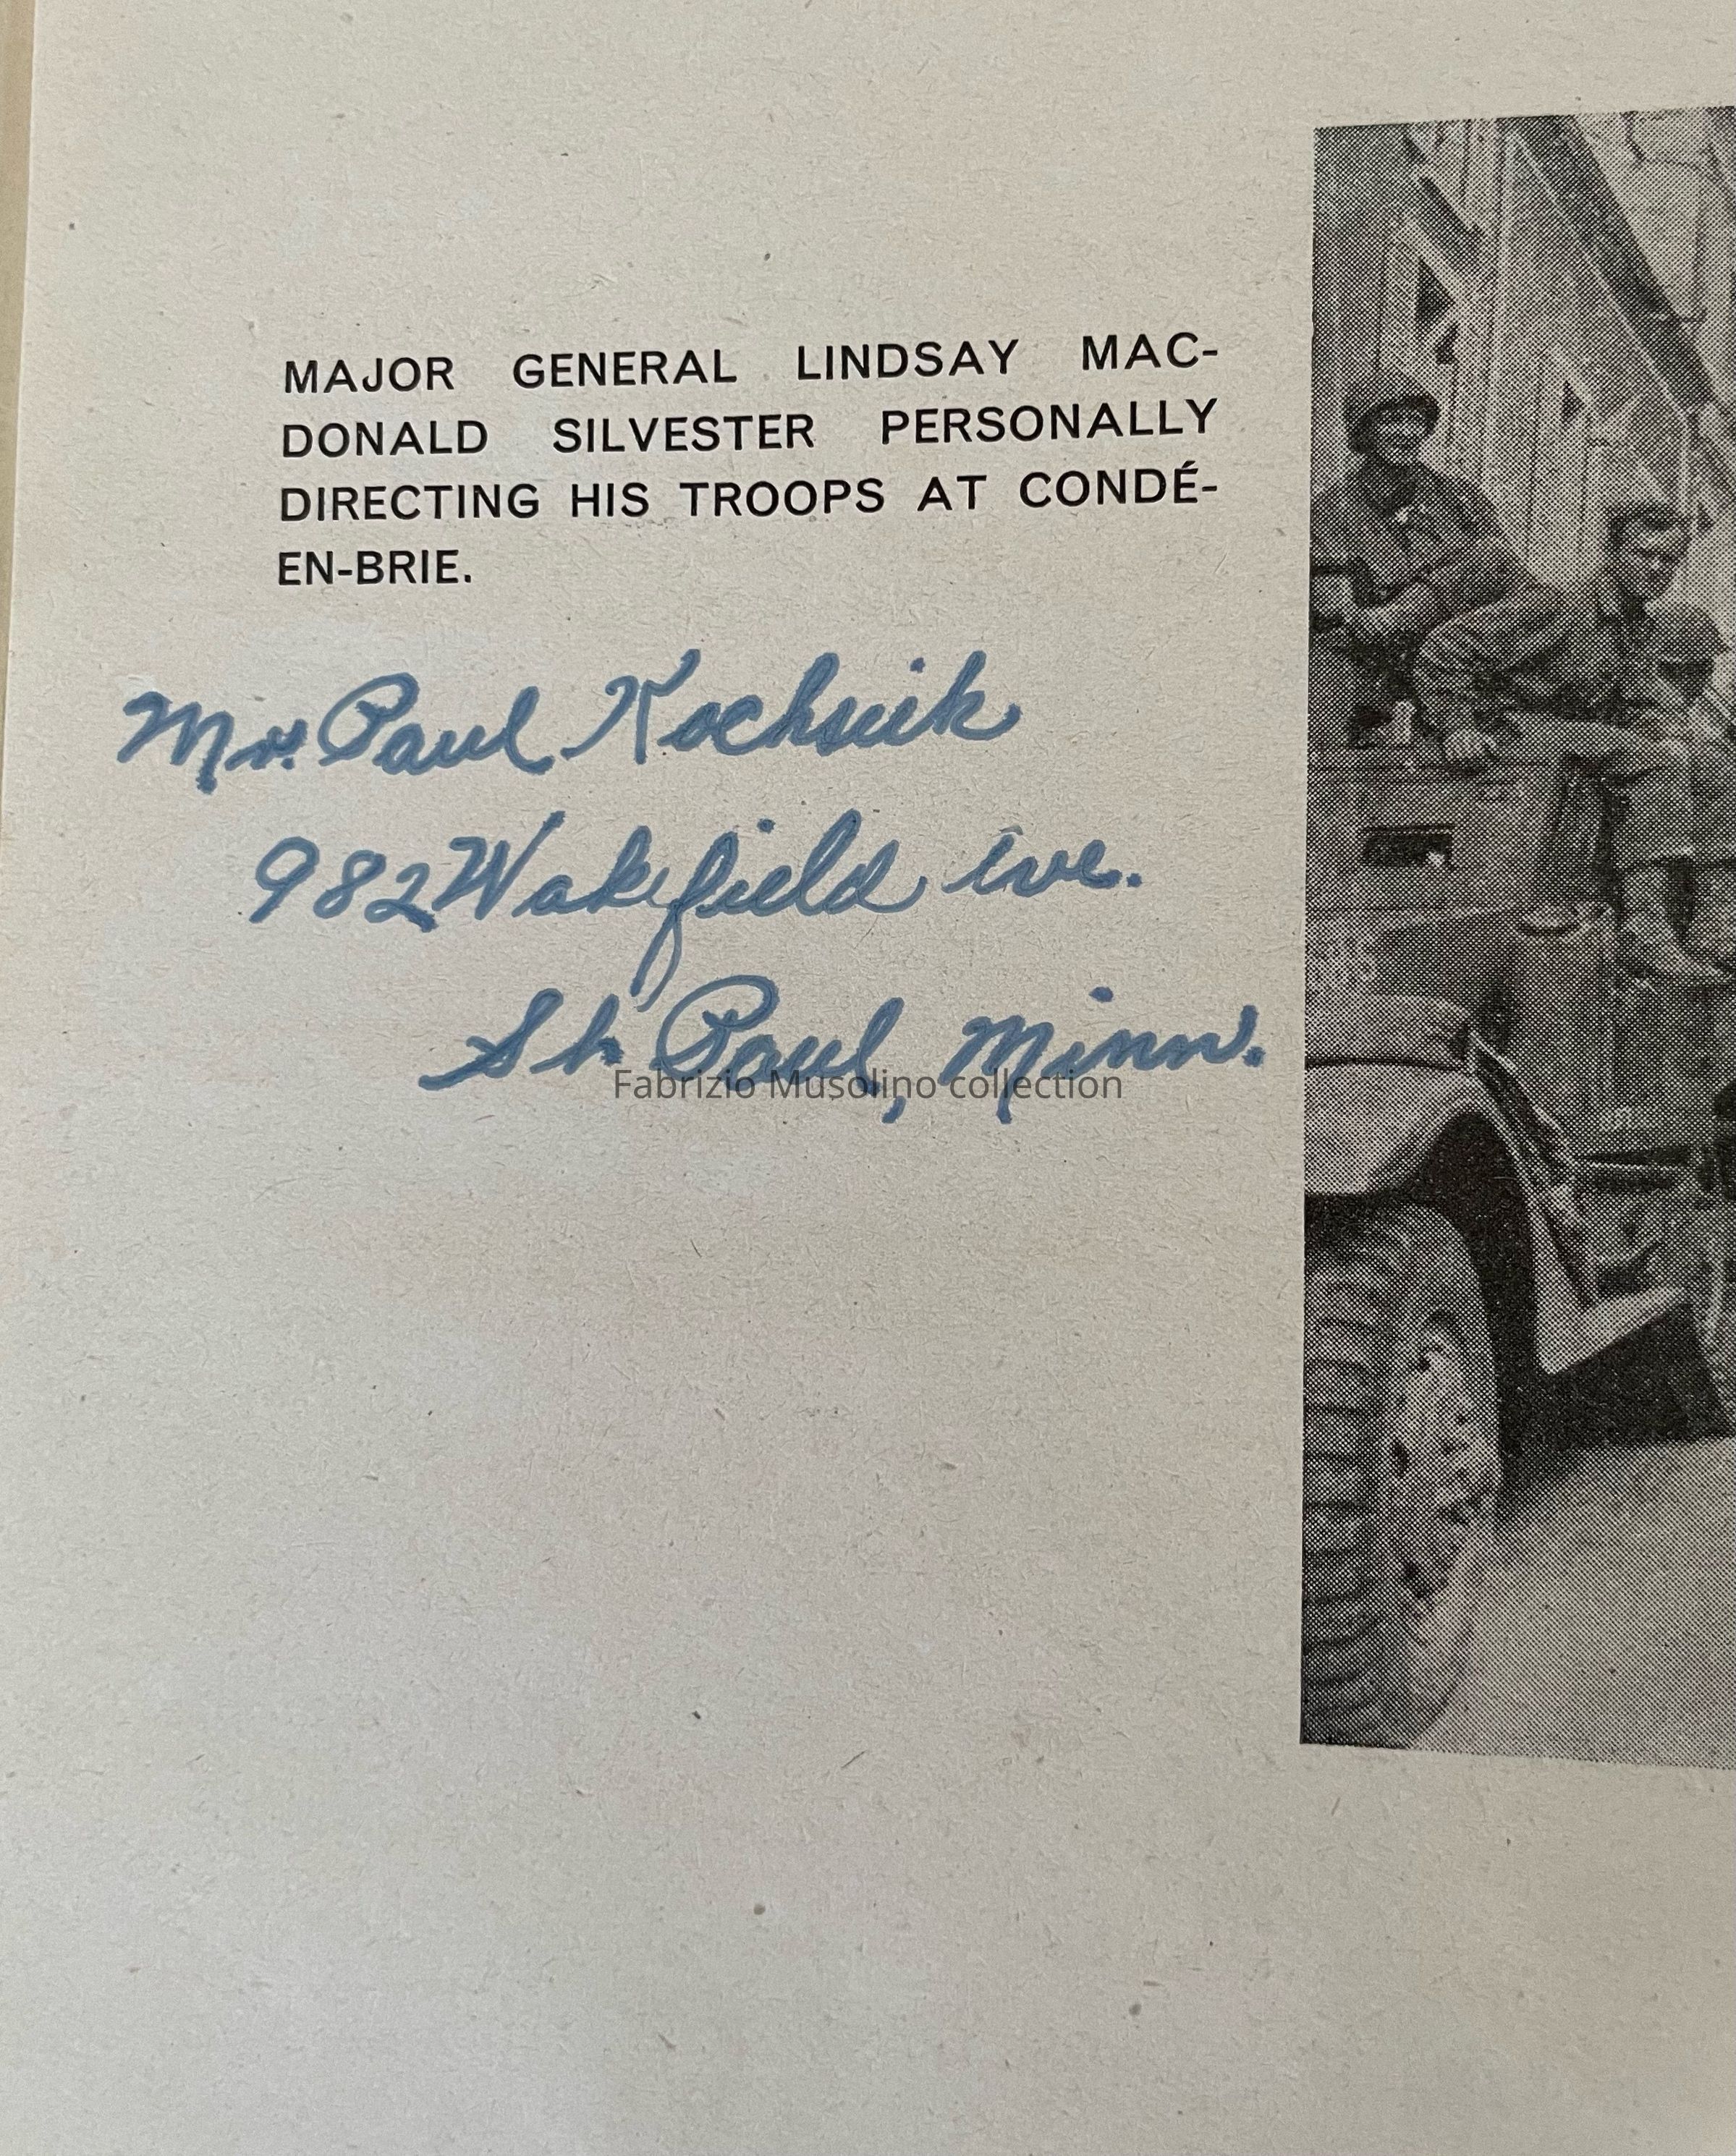 MAJOR GENERAL LINDSAY MAC-
DONALD SILVESTER PERSONALLY
DIRECTING HIS TROOPS AT CONDÉ-
EN-BRIE.
Mr. Paul Kochsiek
982 Wakefield Ave.
St. Paul, Minn.
Fabrizio Musolino collection